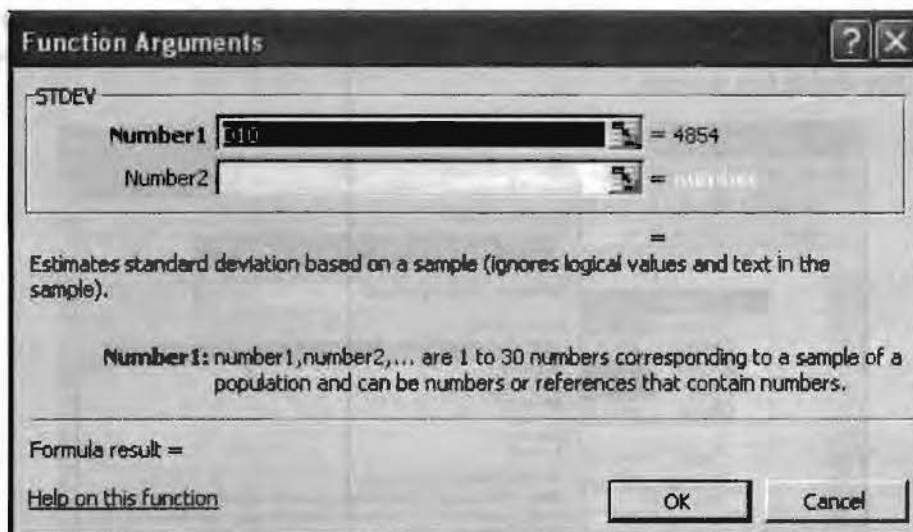 Function Arguments
STDEV
Number1 D10 = 4854
Number2 = number
=
Estimates standard deviation based on a sample (ignores logical values and text in the
sample).
Number1: number1,number2,... are 1 to 30 numbers corresponding to a sample of a
population and can be numbers or references that contain numbers.
Formula result =
Help on this function
OK
Cancel